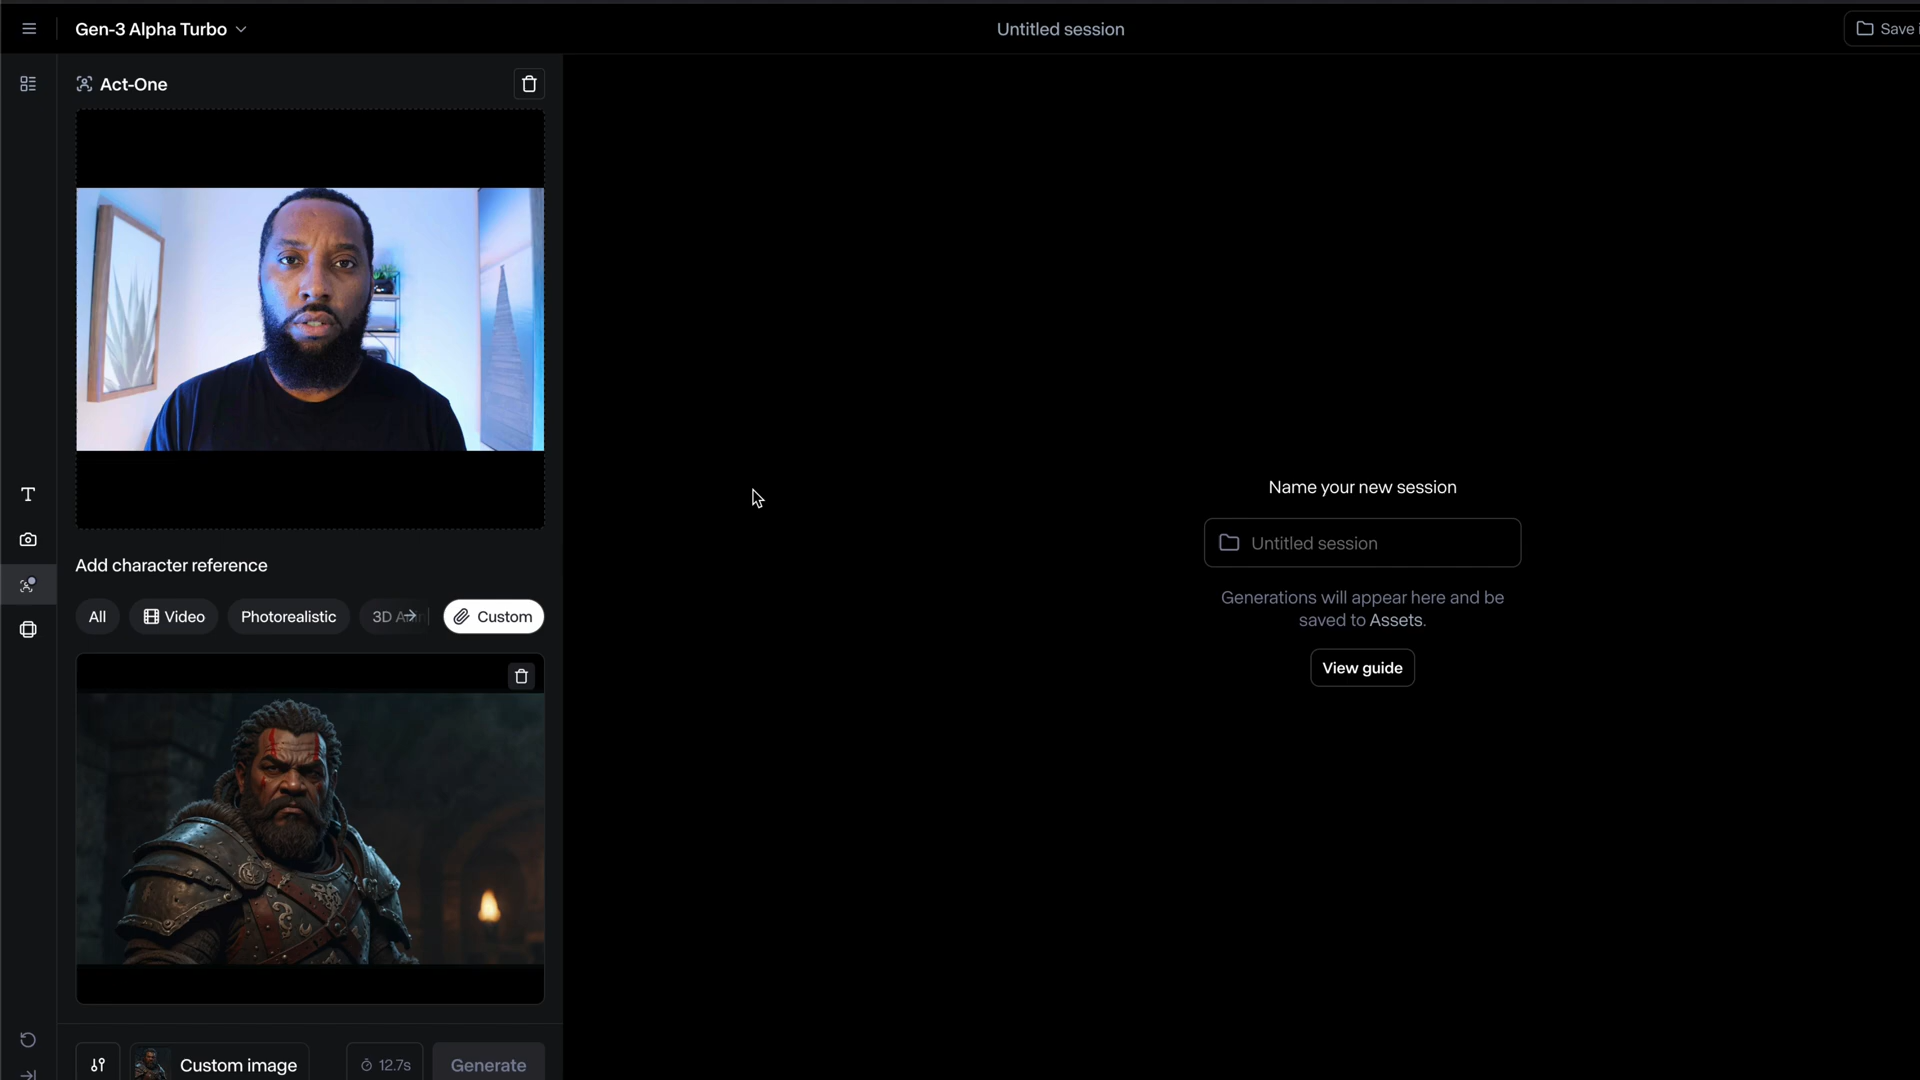 Gen-3 Alpha Turbo
Untitled session
Save
Act-One
Add character reference
All
Video
Photorealistic
3D
Custom
Name your new session
Untitled session
Generations will appear here and be
saved to Assets.
View guide
Custom image
12.7s
Generate